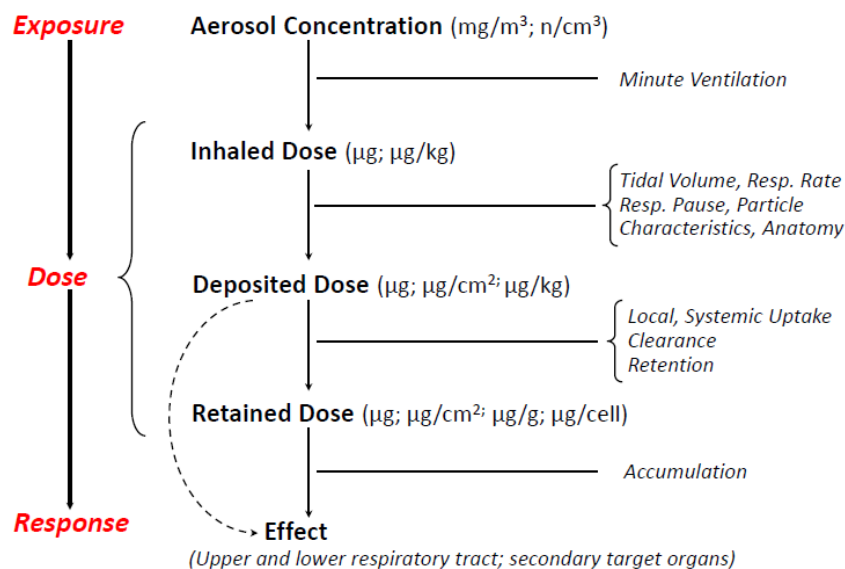 Exposure
Aerosol Concentration (mg/m³; n/cm³)
Minute Ventilation
Inhaled Dose (µg; µg/kg)
Tidal Volume, Resp. Rate
Resp. Pause, Particle
Characteristics, Anatomy
Dose
Deposited Dose (µg; µg/cm²; µg/kg)
Local, Systemic Uptake
Clearance
Retention
Retained Dose (µg; µg/cm²; µg/g; µg/cell)
Accumulation
Response
Effect
(Upper and lower respiratory tract; secondary target organs)